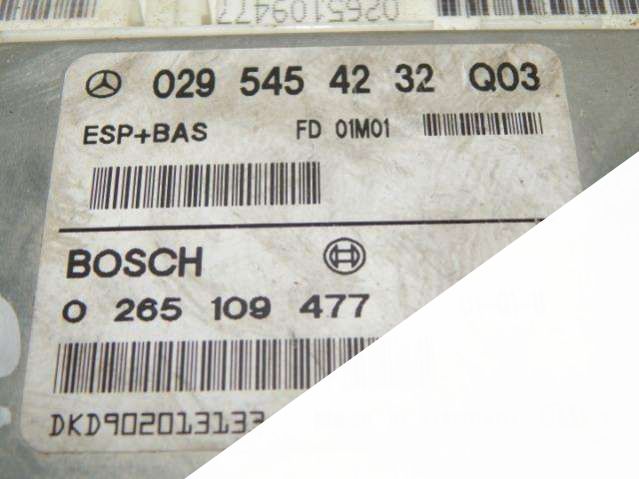 0265109477
029 545 42 32 Q03
ESP+BAS FD 01M01
BOSCH
0 265 109 477
DKD902013133